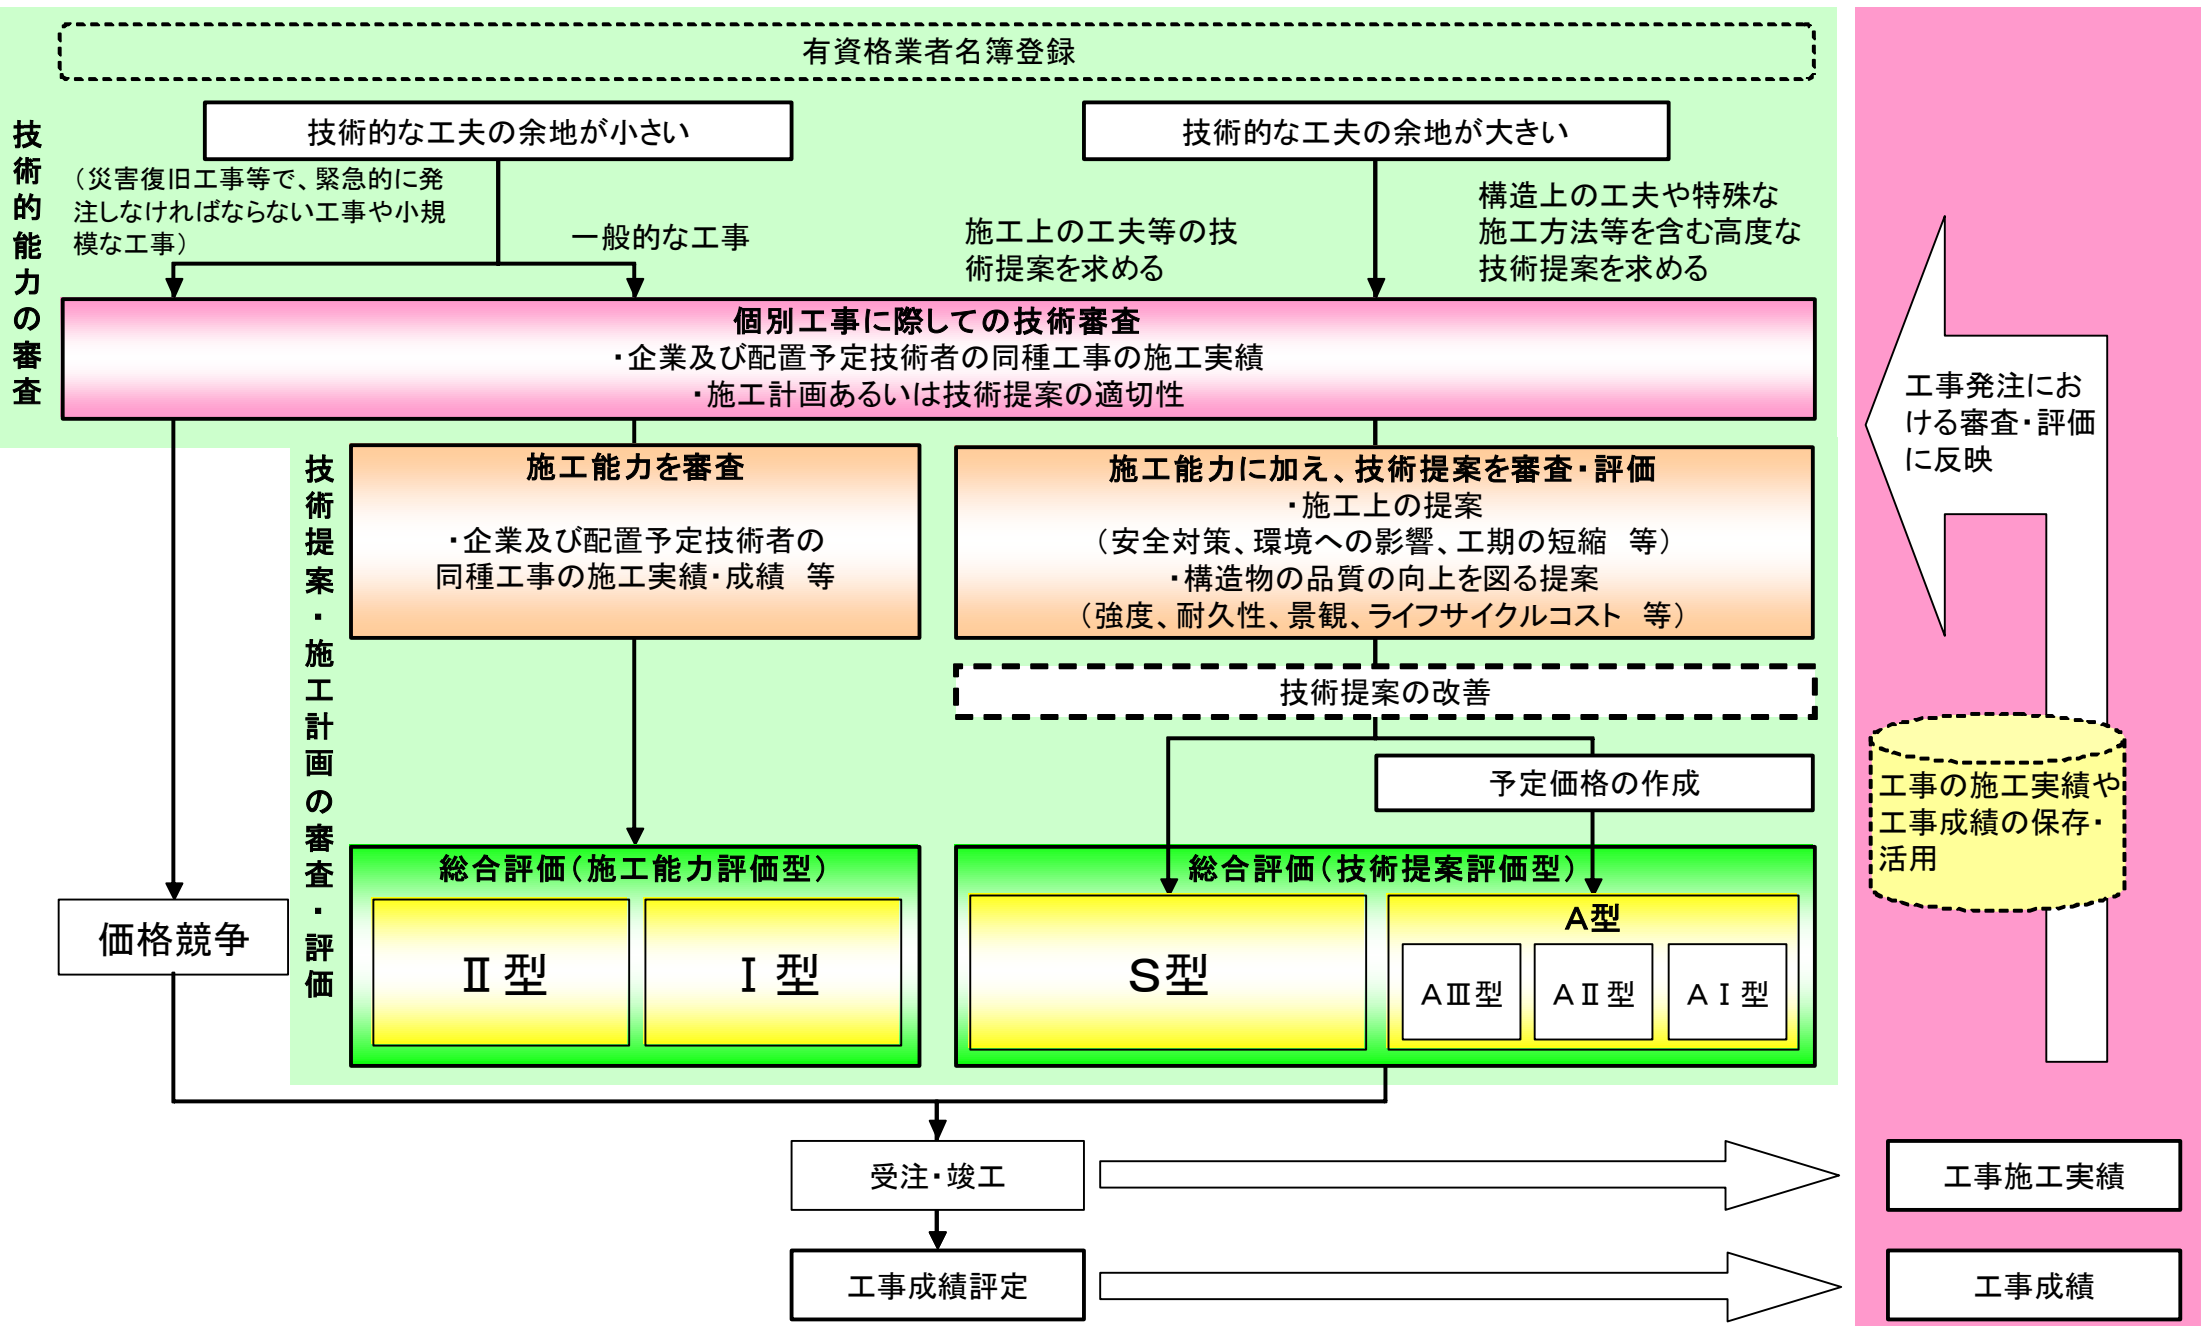 有資格業者名簿登録
技術的能力の審査
技術的な工夫の余地が小さい
技術的な工夫の余地が大きい
（災害復旧工事等で、緊急的に発
注しなければならない工事や小規
模な工事）
一般的な工事
施工上の工夫等の技
術提案を求める
構造上の工夫や特殊な
施工方法等を含む高度な
技術提案を求める
個別工事に際しての技術審査
・企業及び配置予定技術者の同種工事の施工実績
・施工計画あるいは技術提案の適切性
技術提案・施工計画の審査・評価
施工能力を審査
・企業及び配置予定技術者の
同種工事の施工実績・成績　等
施工能力に加え、技術提案を審査・評価
・施工上の提案
（安全対策、環境への影響、工期の短縮　等）
・構造物の品質の向上を図る提案
（強度、耐久性、景観、ライフサイクルコスト　等）
技術提案の改善
予定価格の作成
価格競争
総合評価（施工能力評価型）
Ⅱ型
Ⅰ型
総合評価（技術提案評価型）
S型
A型
AⅢ型
AⅡ型
AⅠ型
受注・竣工
工事成績評定
工事発注にお
ける審査・評価
に反映
工事の施工実績や
工事成績の保存・
活用
工事施工実績
工事成績